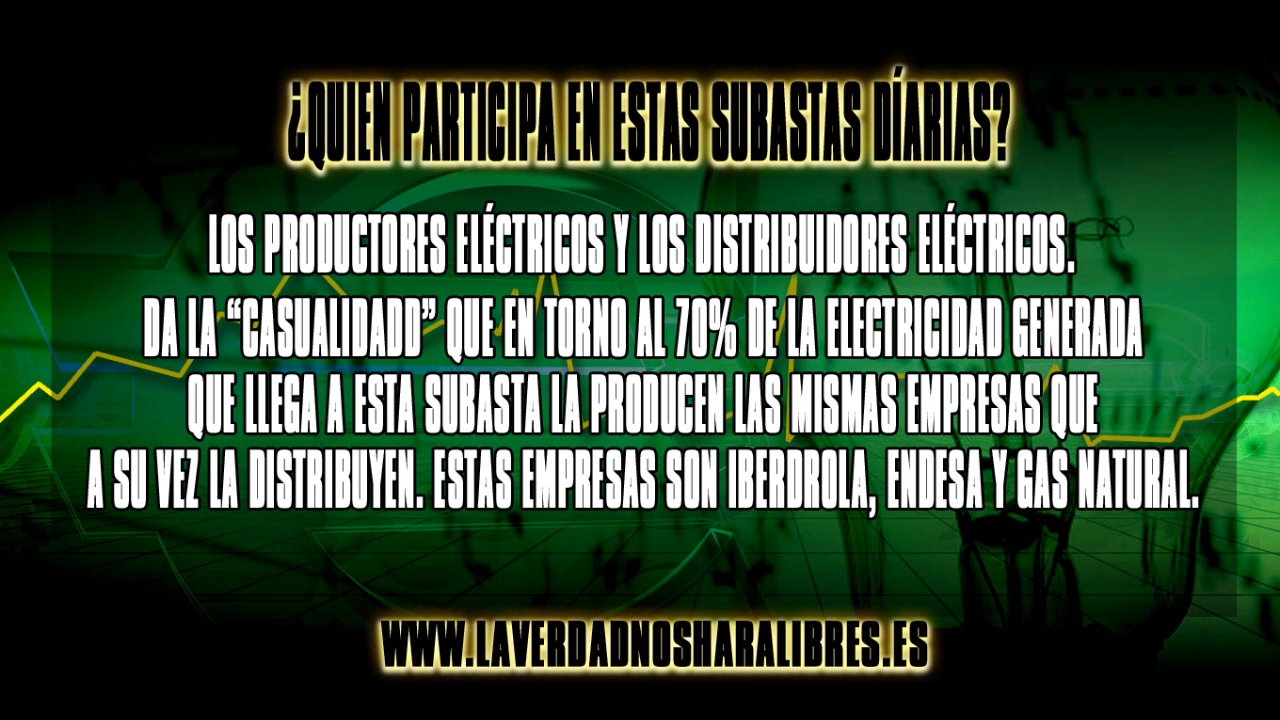 ¿QUIEN PARTICIPA EN ESTAS SUBASTAS DÍARIAS?
LOS PRODUCTORES ELÉCTRICOS Y LOS DISTRIBUIDORES ELÉCTRICOS.
DA LA “CASUALIDADD” QUE EN TORNO AL 70% DE LA ELECTRICIDAD GENERADA
QUE LLEGA A ESTA SUBASTA LA PRODUCEN LAS MISMAS EMPRESAS QUE
A SU VEZ LA DISTRIBUYEN. ESTAS EMPRESAS SON IBERDROLA, ENDESA Y GAS NATURAL.
WWW.LAVERDADNOSHARALIBRES.ES